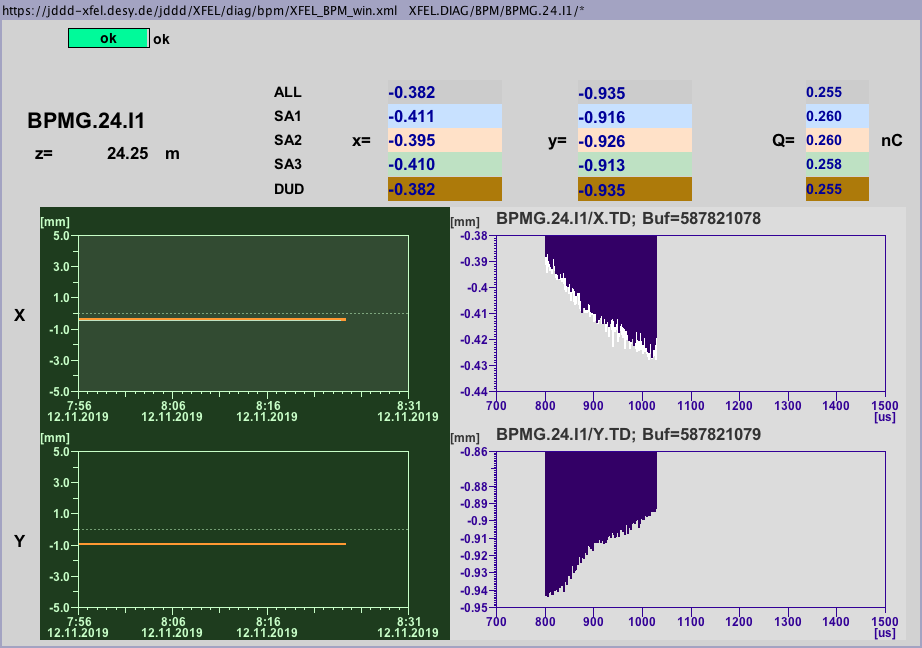 https://jddd-xfel.desy.de/jddd/XFEL/diag/bpm/XFEL_BPM_win.xml XFEL.DIAG/BPM/BPMG.24.I1/*
ok ok
ALL -0.382 -0.935 0.255
BPMG.24.I1 SA1 -0.411 -0.916 0.260
SA2 x= -0.395 y= -0.926 Q= 0.260 nC
z= 24.25 m SA3 -0.410 -0.913 0.258
DUD -0.382 -0.935 0.255
[mm]
5.0
3.0
1.0
X
-1.0
-3.0
-5.0
7:56 8:06 8:16 8:31
12.11.2019 12.11.2019 12.11.2019 12.11.2019
[mm] BPMG.24.I1/X.TD; Buf=587821078
-0.38
-0.39
-0.4
-0.41
-0.42
-0.43
-0.44
700 800 900 1000 1100 1200 1300 1400 1500
[us]
[mm]
5.0
3.0
1.0
Y
-1.0
-3.0
-5.0
7:56 8:06 8:16 8:31
12.11.2019 12.11.2019 12.11.2019 12.11.2019
[mm] BPMG.24.I1/Y.TD; Buf=587821079
-0.86
-0.88
-0.89
-0.9
-0.91
-0.92
-0.93
-0.94
-0.95
700 800 900 1000 1100 1200 1300 1400 1500
[us]